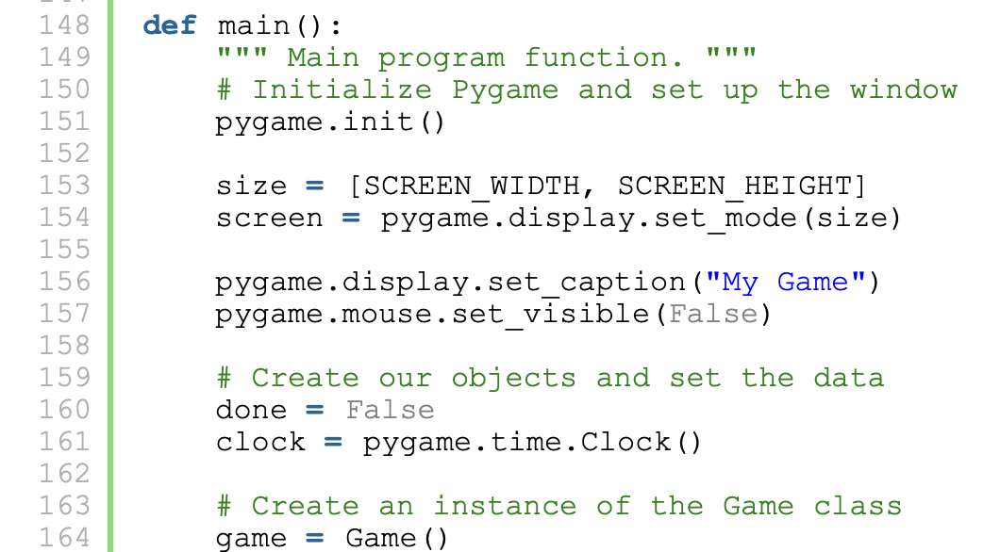 148 def main():
149     """ Main program function. """
150     # Initialize Pygame and set up the window
151     pygame.init()
152
153     size = [SCREEN_WIDTH, SCREEN_HEIGHT]
154     screen = pygame.display.set_mode(size)
155
156     pygame.display.set_caption("My Game")
157     pygame.mouse.set_visible(False)
158
159     # Create our objects and set the data
160     done = False
161     clock = pygame.time.Clock()
162
163     # Create an instance of the Game class
164     game = Game()